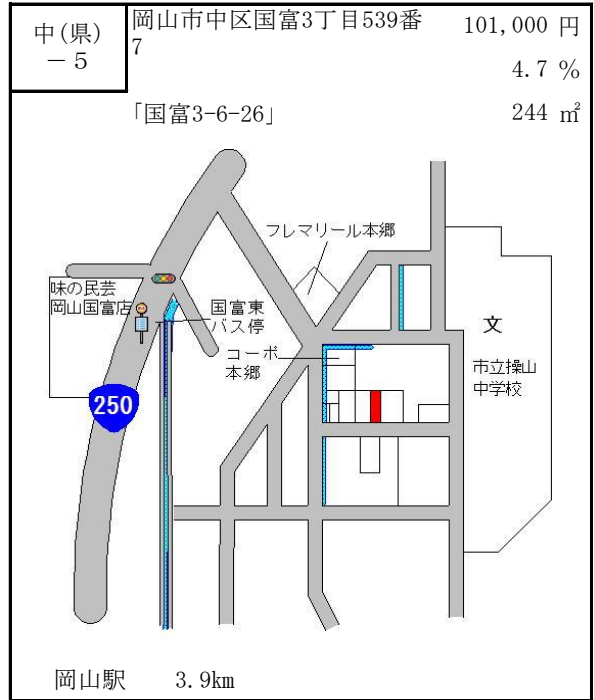 中(県)
－5
岡山市中区国富3丁目539番
7
101,000 円
4.7 %
「国富3-6-26」
244 ㎡
フレマリール本郷
味の民芸
岡山国富店
国富東
バス停
コーポ
本郷
文
市立操山
中学校
250
岡山駅 3.9km